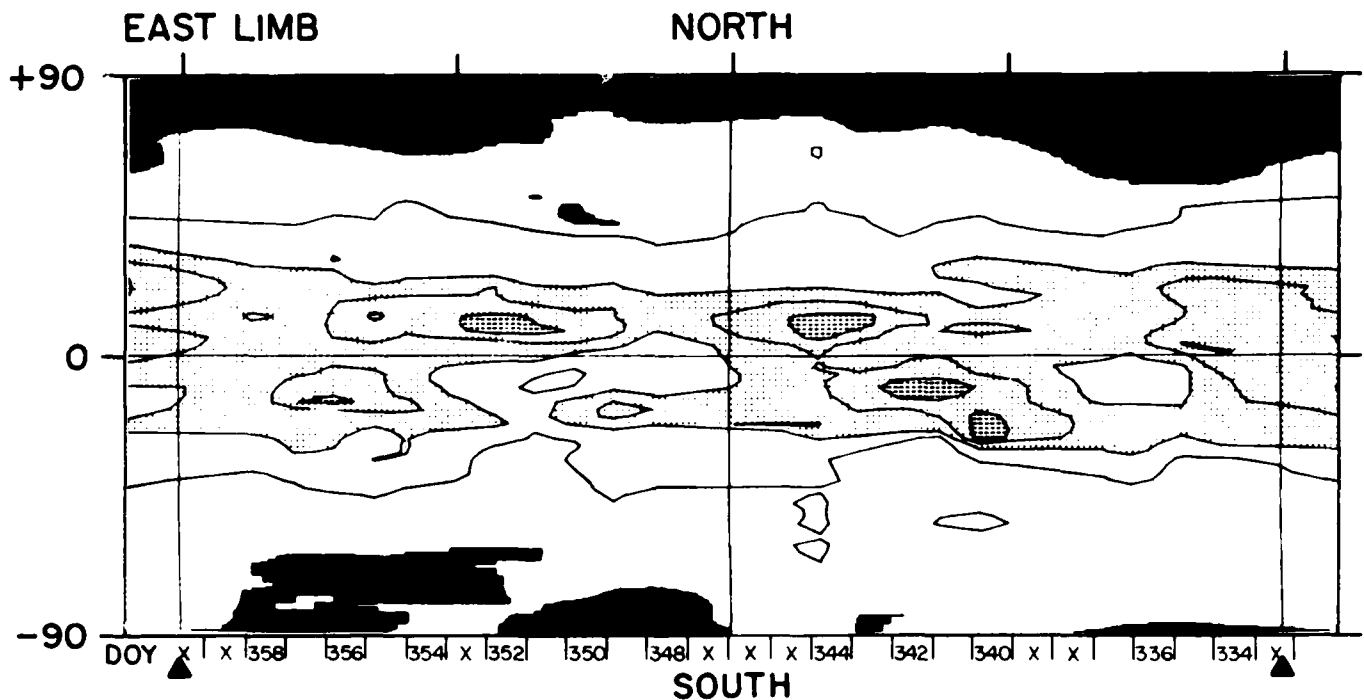 EAST LIMB NORTH
+90
0
-90
DOY X X 358 356 354 X 352 350 348 X X X 344 342 340 X X 336 334 X
SOUTH